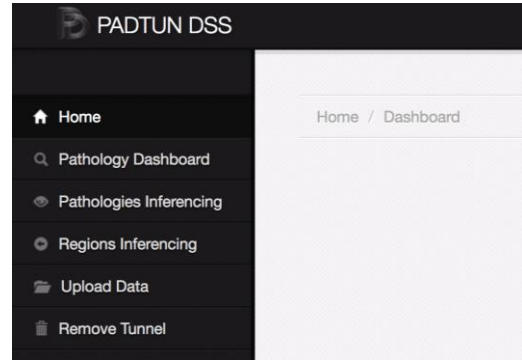 PADTUN DSS
Home
Home / Dashboard
Pathology Dashboard
Pathologies Inferencing
Regions Inferencing
Upload Data
Remove Tunnel